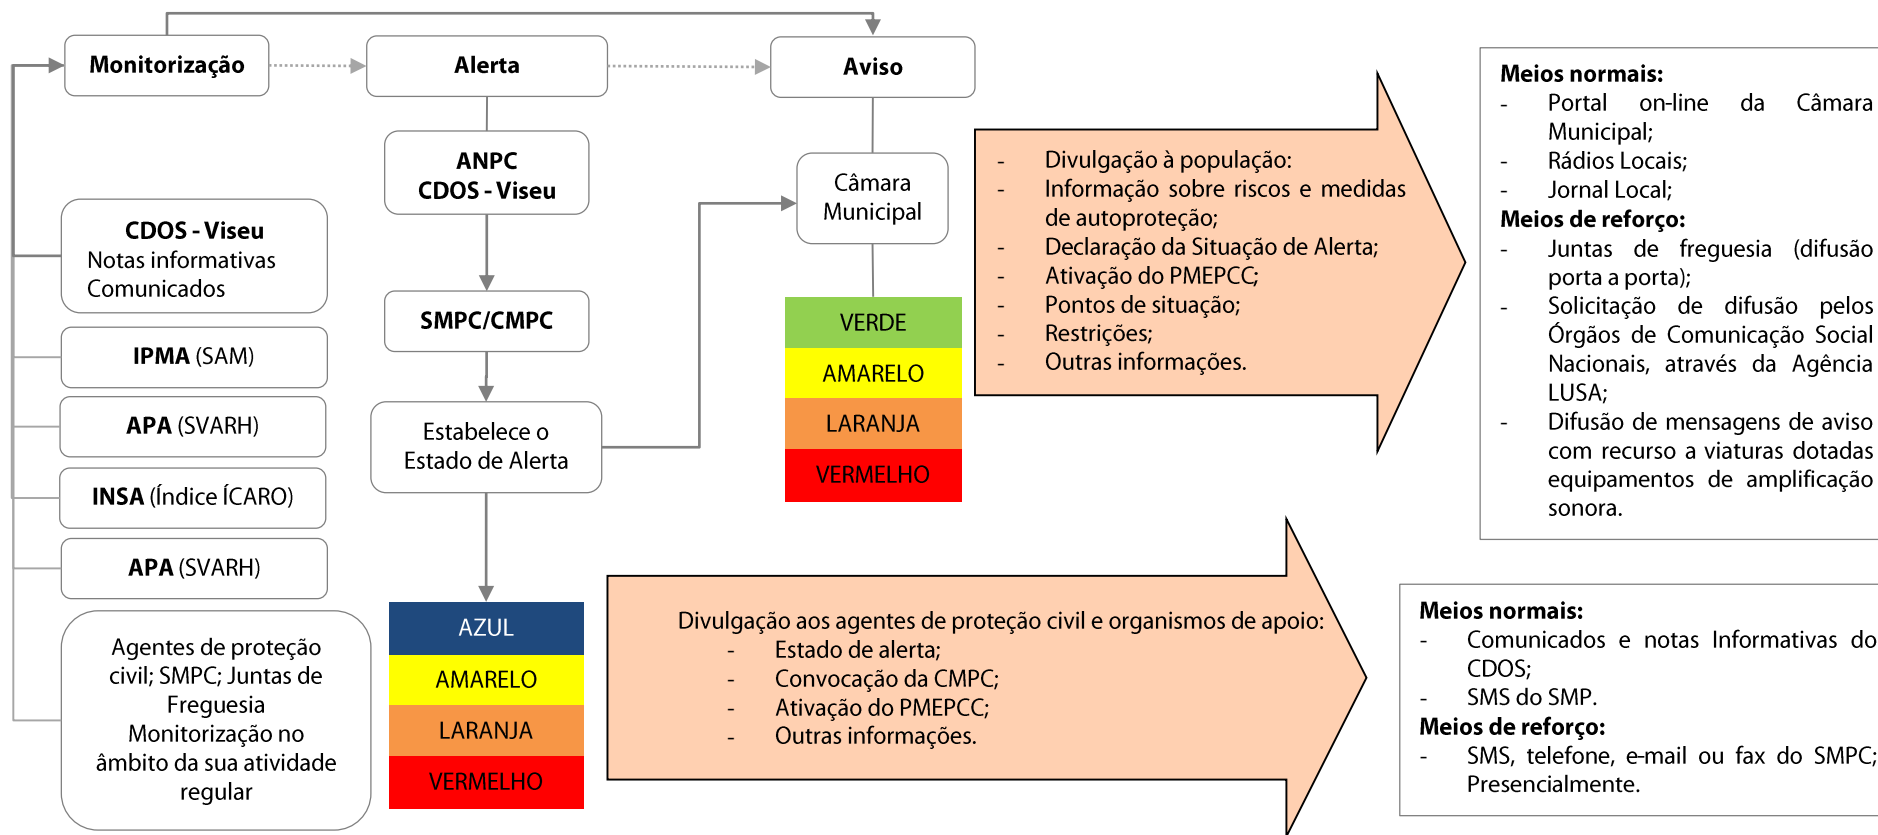 Monitorização
Alerta
Aviso
CDOS - Viseu
Notas informativas
Comunicados
IPMA (SAM)
APA (SVARH)
INSA (Índice ÍCARO)
APA (SVARH)
Agentes de proteção
civil; SMPC; Juntas de
Freguesia
Monitorização no
âmbito da sua atividade
regular
ANPC
CDOS - Viseu
SMPC/CMPC
Estabelece o
Estado de Alerta
AZUL
AMARELO
LARANJA
VERMELHO
Câmara
Municipal
VERDE
AMARELO
LARANJA
VERMELHO
- Divulgação à população:
- Informação sobre riscos e medidas
de autoproteção;
- Declaração da Situação de Alerta;
- Ativação do PMEPCC;
- Pontos de situação;
- Restrições;
- Outras informações.
Meios normais:
- Portal on-line da Câmara
Municipal;
- Rádios Locais;
- Jornal Local;
Meios de reforço:
- Juntas de freguesia (difusão
porta a porta);
- Solicitação de difusão pelos
Órgãos de Comunicação Social
Nacionais, através da Agência
LUSA;
- Difusão de mensagens de aviso
com recurso a viaturas dotadas
equipamentos de amplificação
sonora.
Divulgação aos agentes de proteção civil e organismos de apoio:
- Estado de alerta;
- Convocação da CMPC;
- Ativação do PMEPCC;
- Outras informações.
Meios normais:
- Comunicados e notas Informativas do
CDOS;
- SMS do SMP.
Meios de reforço:
- SMS, telefone, e-mail ou fax do SMPC;
Presencialmente.